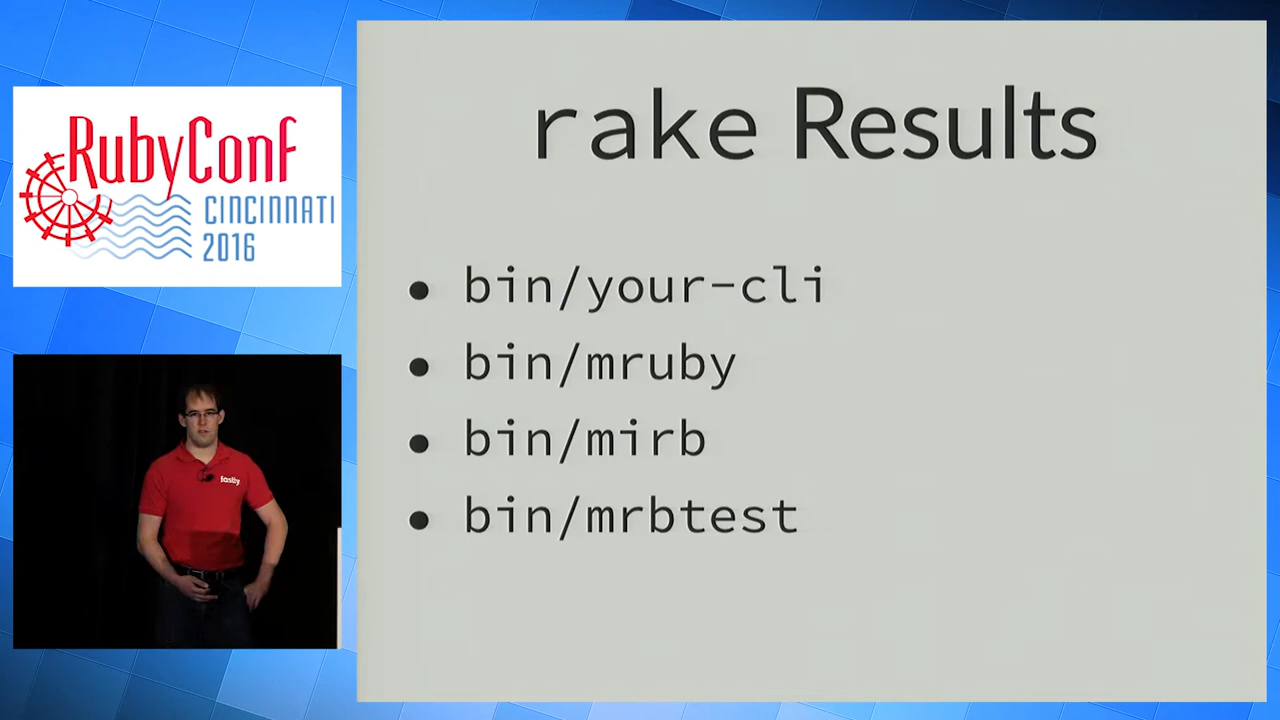 RubyConf
CINCINNATI
2016
fastly
rake Results
• bin/your-cli
• bin/mruby
• bin/mirb
• bin/mrbtest